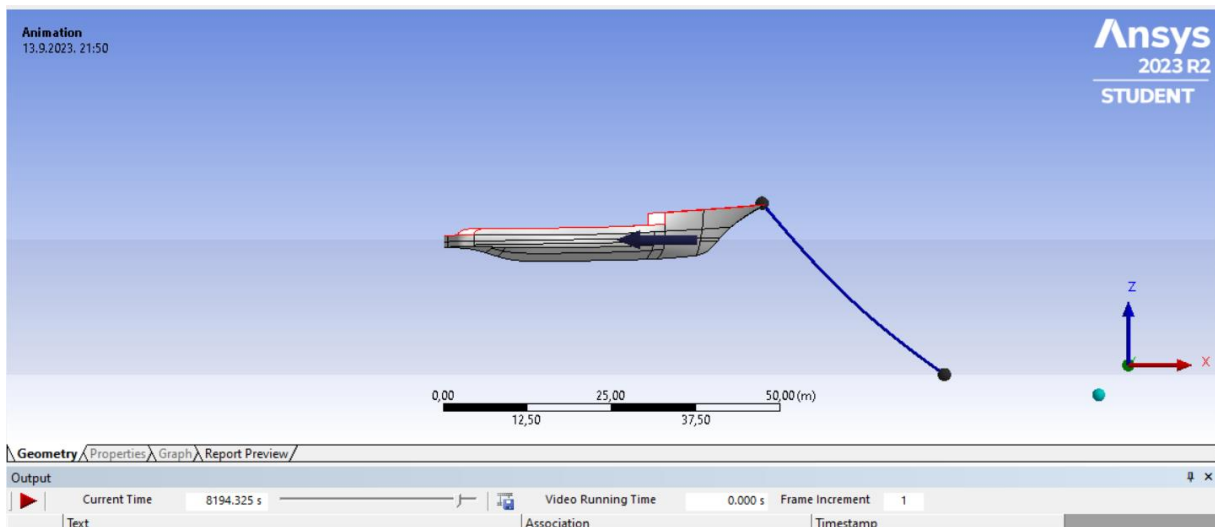 Animation
13.9.2023. 21:50
Ansys
2023 R2
STUDENT
Z
X
0,00 25,00 50,00 (m)
12,50 37,50
Geometry Properties Graph Report Preview
Output
Current Time 8194.325 s Video Running Time 0.000 s Frame Increment 1
Text Association Timestamp